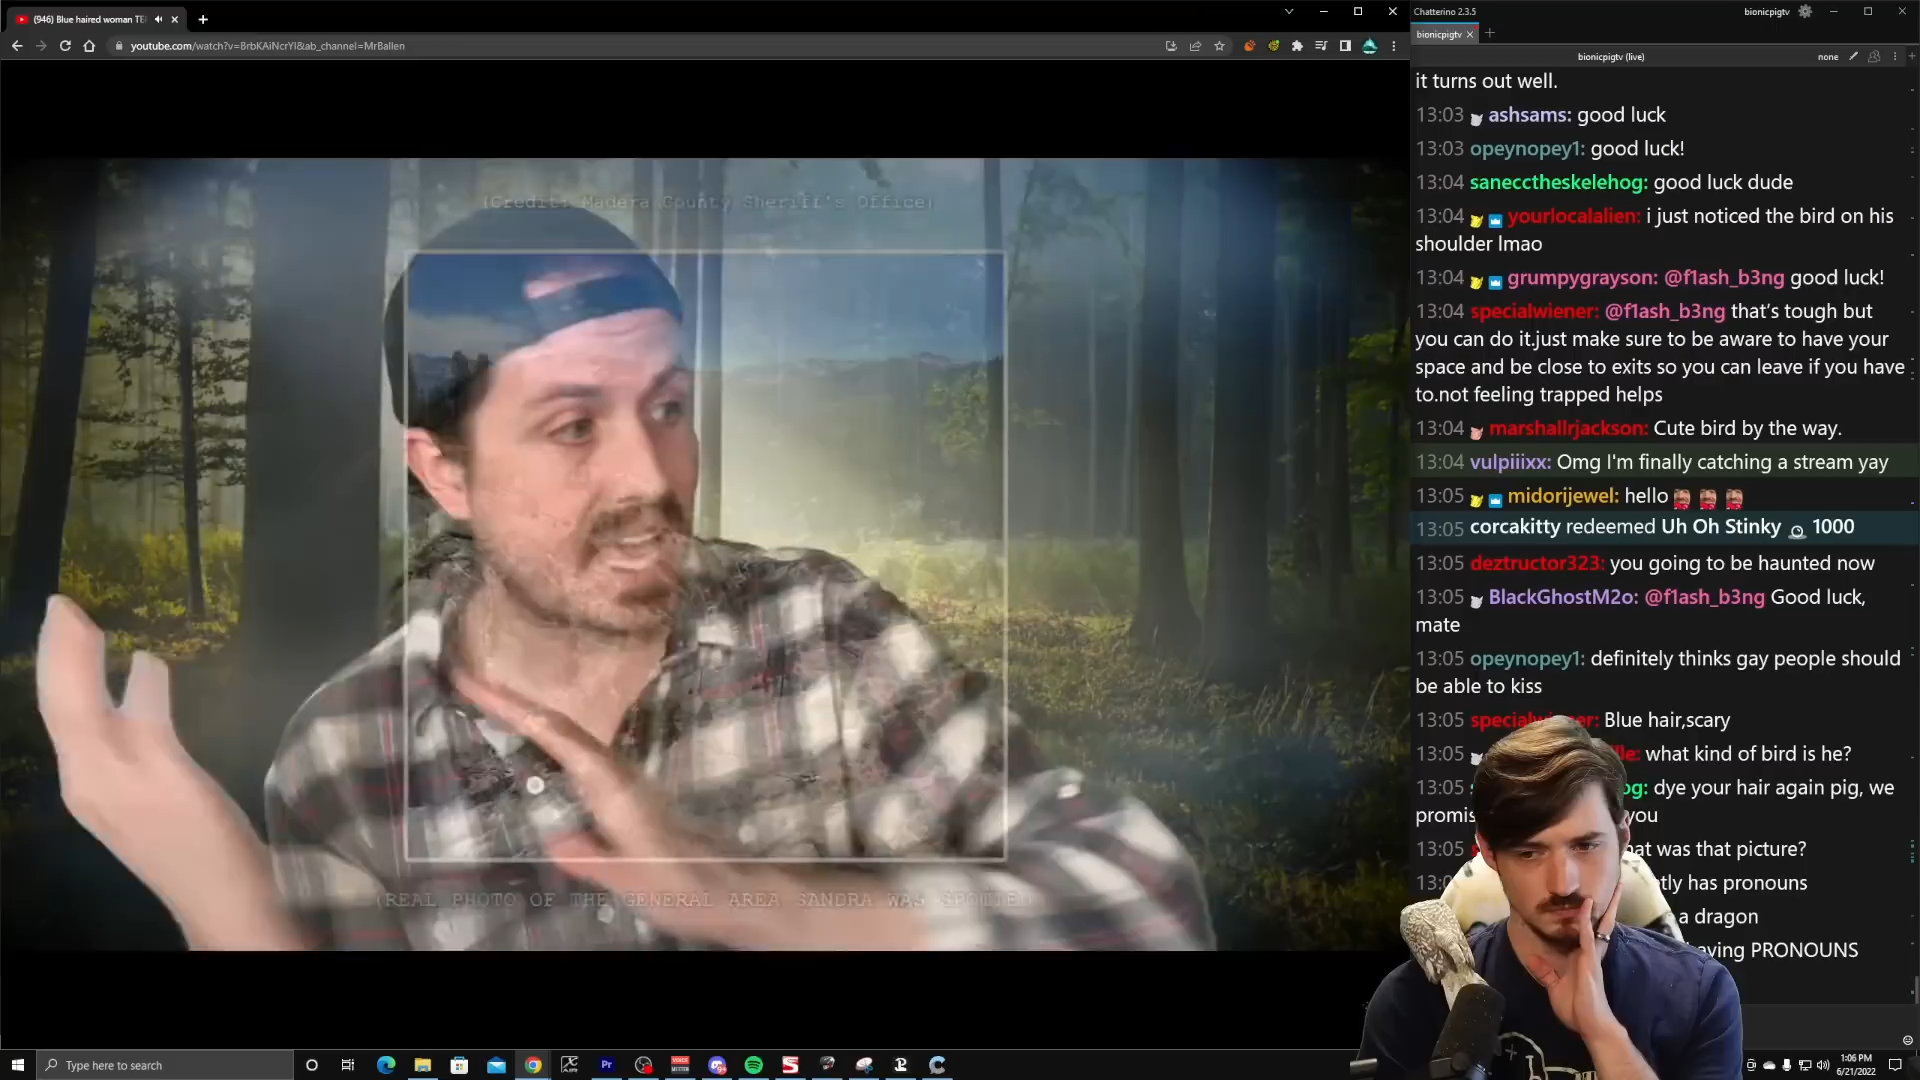 (946) Blue haired woman TE
Chatterino 2.3.5
bionicpigtv
youtube.com/watch?v=BrbKAiNcrYI&ab_channel=MrBallen
bionicpigtv
bionicpigtv (live)
none
(Credit: Madera County Sheriff's Office)
(REAL PHOTO OF THE GENERAL AREA SANDRA WAS SPOTTED)
it turns out well.
13:03 ashsams: good luck
13:03 opeynopey1: good luck!
13:04 sanecctheskelehog: good luck dude
13:04 yourlocalalien: i just noticed the bird on his
shoulder lmao
13:04 grumpygrayson: @f1ash_b3ng good luck!
13:04 specialwiener: @f1ash_b3ng that's tough but
you can do it.just make sure to be aware to have your
space and be close to exits so you can leave if you have
to.not feeling trapped helps
13:04 marshallrjackson: Cute bird by the way.
13:04 vulpiiixx: Omg I'm finally catching a stream yay
13:05 midorijewel: hello
13:05 corcakitty redeemed Uh Oh Stinky 1000
13:05 deztructor323: you going to be haunted now
13:05 BlackGhostM2o: @f1ash_b3ng Good luck,
mate
13:05 opeynopey1: definitely thinks gay people should
be able to kiss
13:05 specialwiener: Blue hair,scary
13:05 what kind of bird is he?
13:05 dye your hair again pig, we
you
13:05 was that picture?
has pronouns
a dragon
PRONOUNS
Type here to search
1:06 PM
6/21/2022